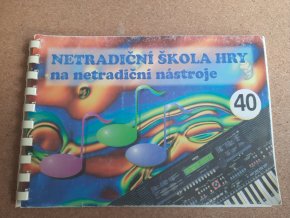 NETRADIČNÍ ŠKOLA HRY
na netradiční nástroje
40